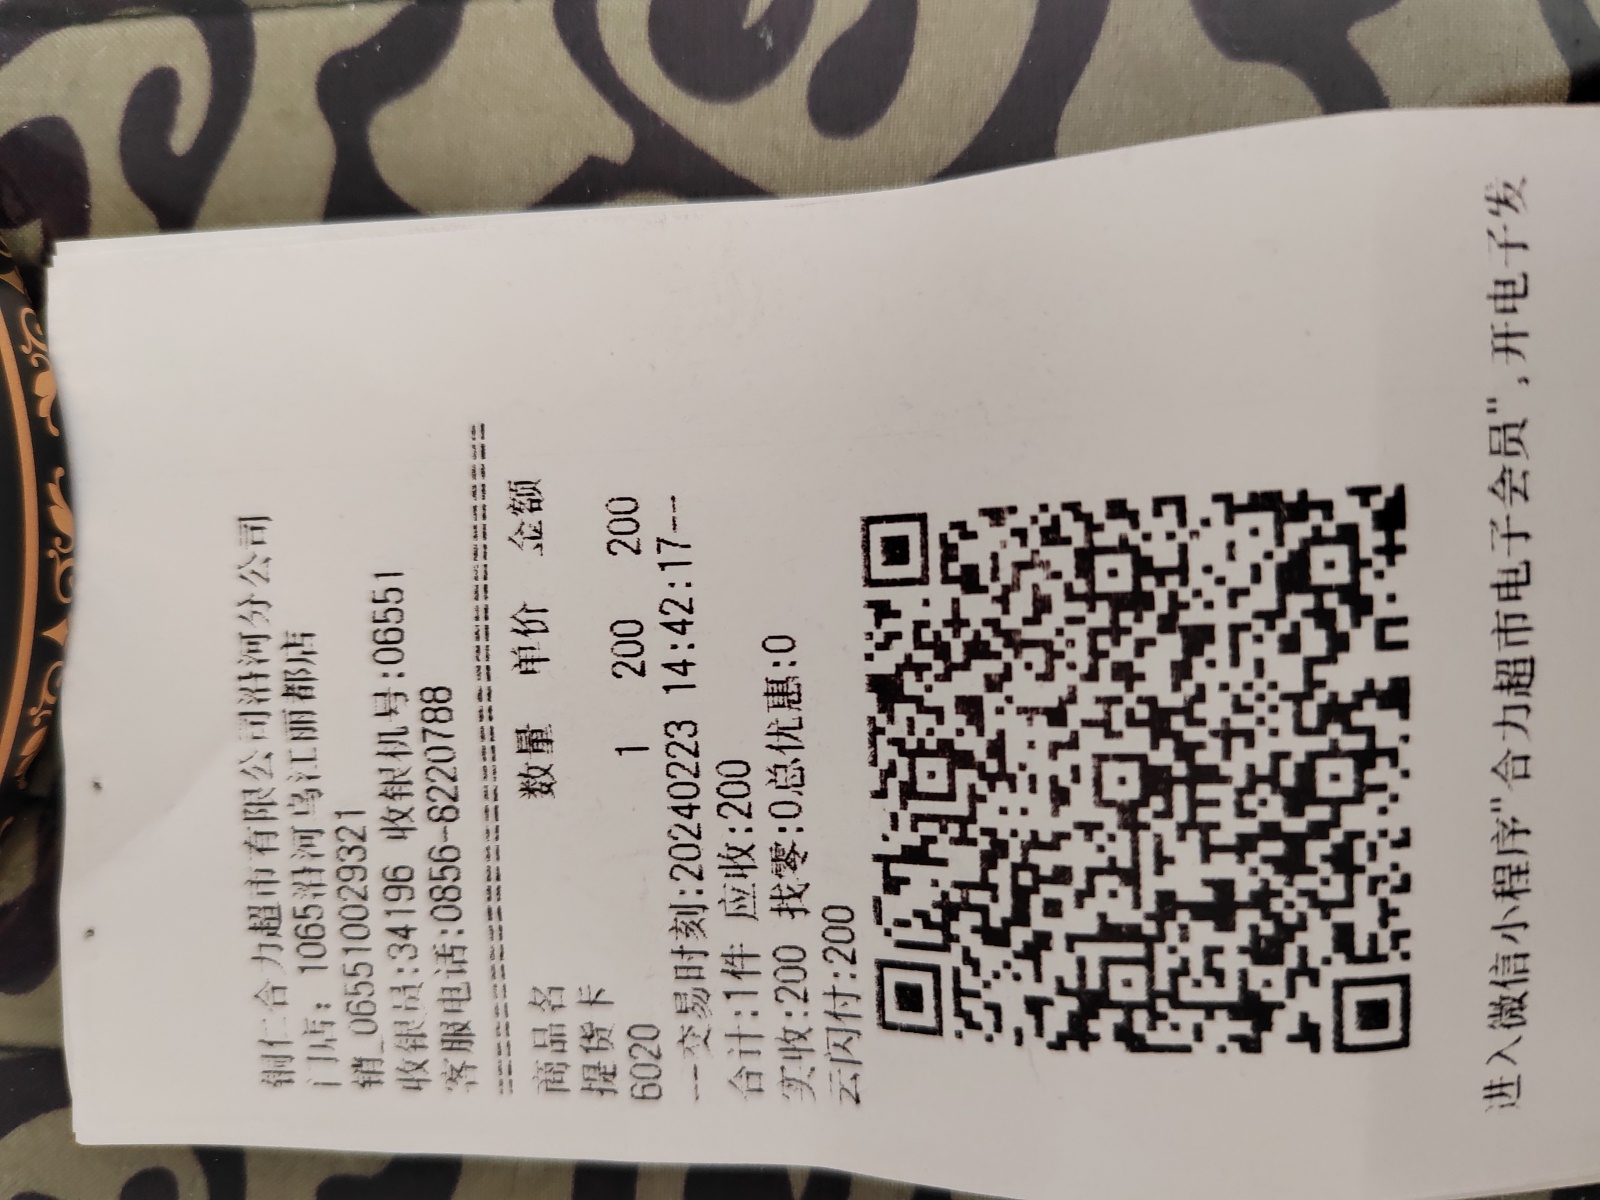 铜仁合力超市有限公司沿河分公司
门店: 1065沿河乌江丽都店
销_065510029321
收银员:34196 收银机号:06551
客服电话:0856-8220788
================================
商品名 数量 单价 金额
提货卡
6020 1 200 200
--交易时刻:20240223 14:42:17--
合计:1件 应收:200
实收:200 找零:0总优惠:0
云闪付:200
进入微信小程序"合力超市电子会员",开电子发